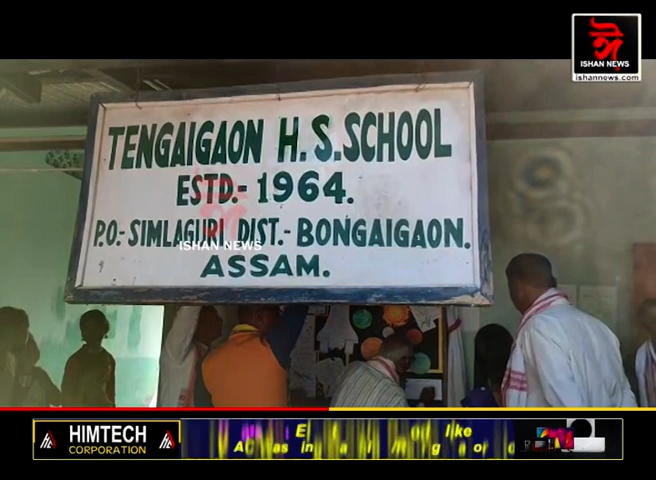 ঈ
ISHAN NEWS
ishannews.com
TENGAIGAON H.S.SCHOOL
ESTD.- 1964.
P.O:- SIMLAGURI DIST.- BONGAIGAON.
ASSAM.
ঈ
ISHAN NEWS
HIMTECH
CORPORATION